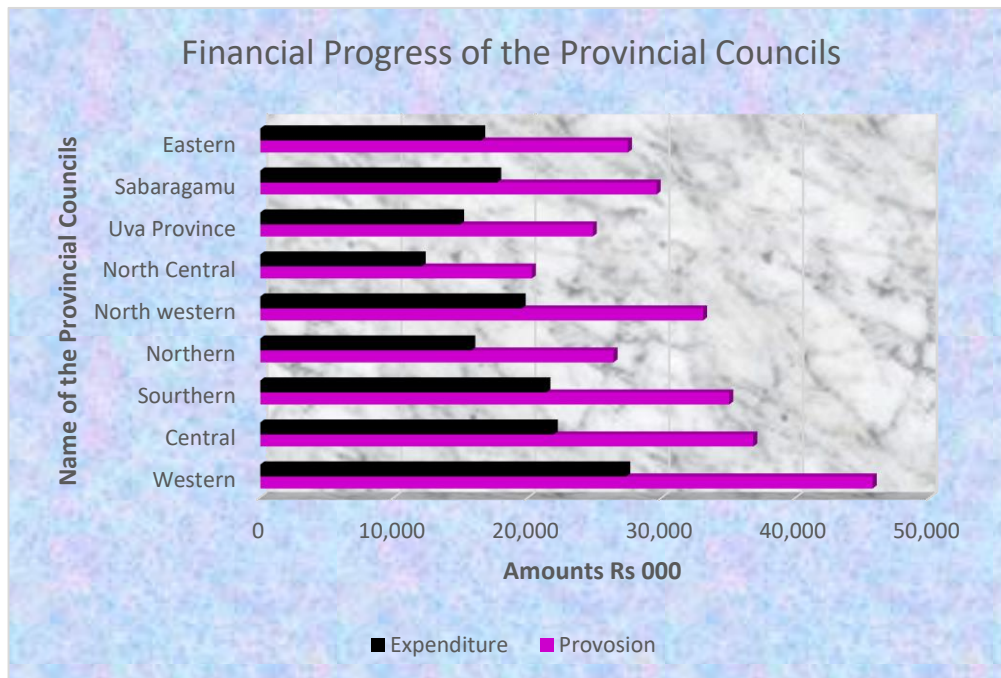 Financial Progress of the Provincial Councils
Name of the Provincial Councils
Eastern
Sabaragamu
Uva Province
North Central
North western
Northern
Sourthern
Central
Western
0 10,000 20,000 30,000 40,000 50,000
Amounts Rs 000
Expenditure Provosion